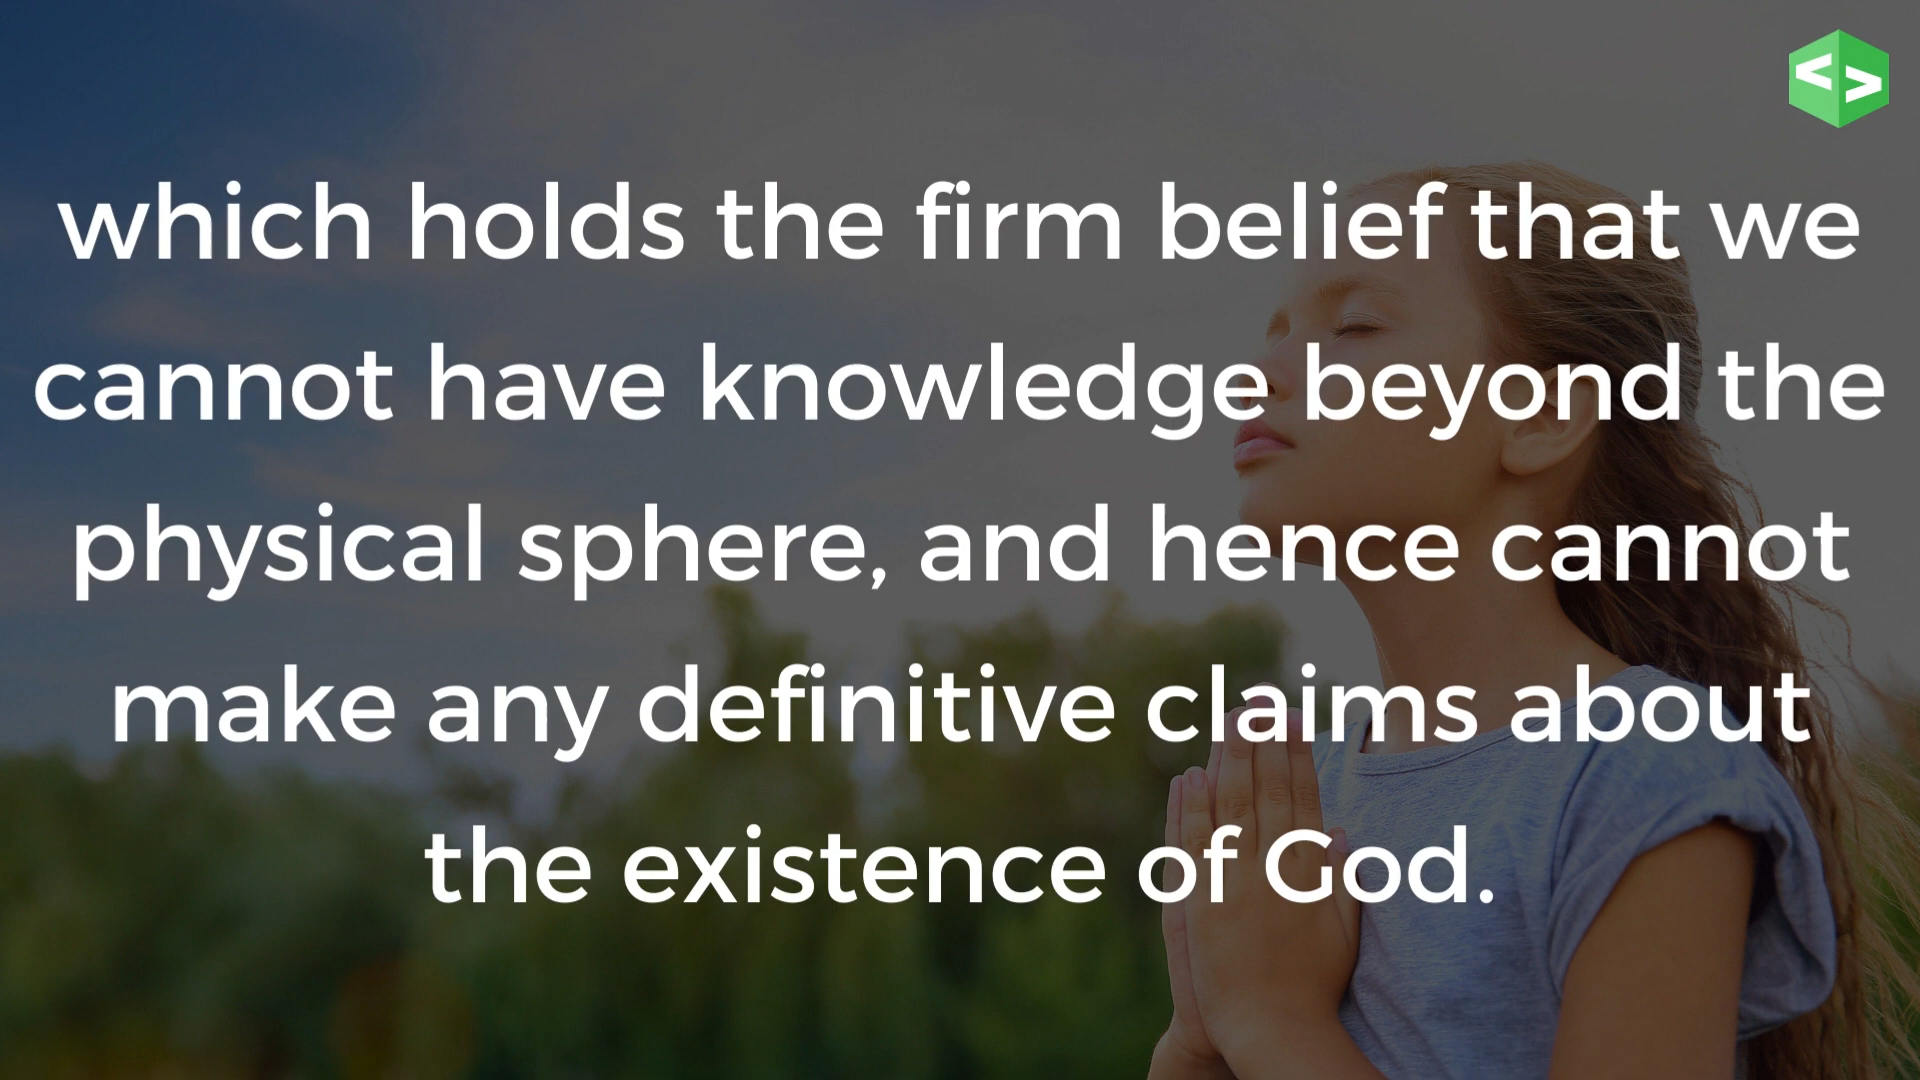 which holds the firm belief that we
cannot have knowledge beyond the
physical sphere, and hence cannot
make any definitive claims about
the existence of God.